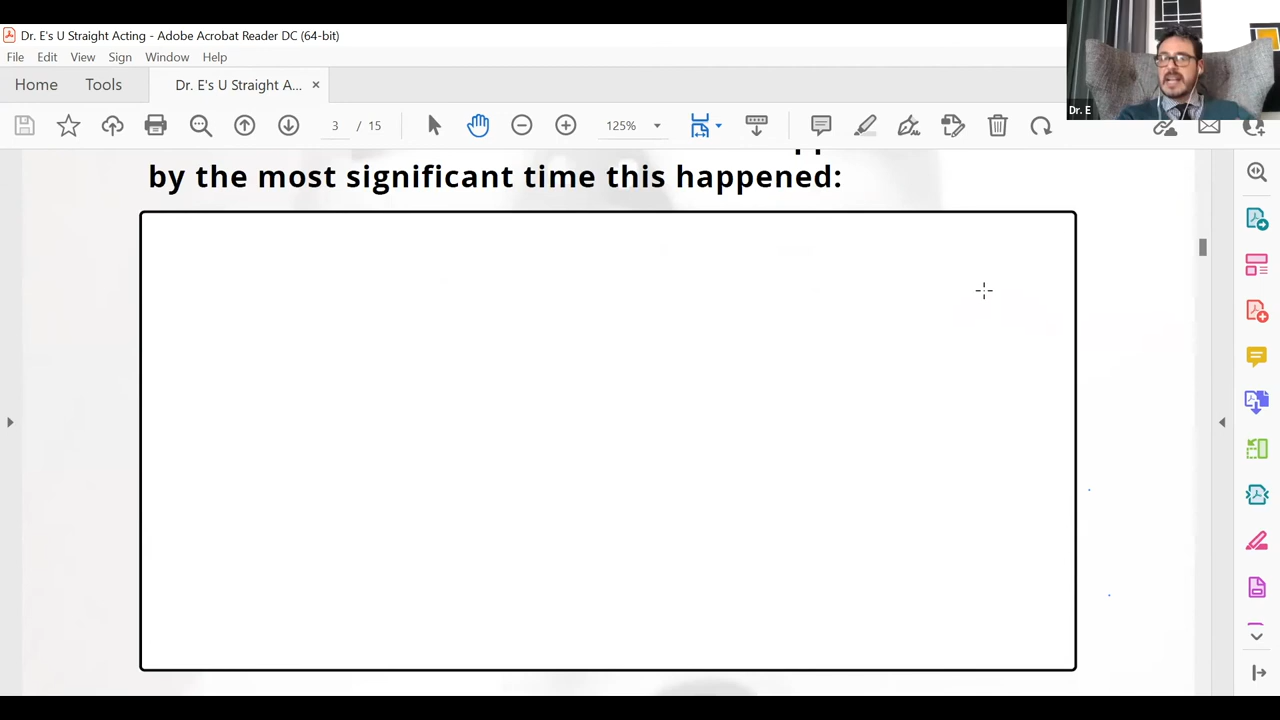 Dr. E's U Straight Acting - Adobe Acrobat Reader DC (64-bit)
File Edit View Sign Window Help
Home Tools Dr. E's U Straight A... ×
3 / 15 125%
Dr. E
by the most significant time this happened: